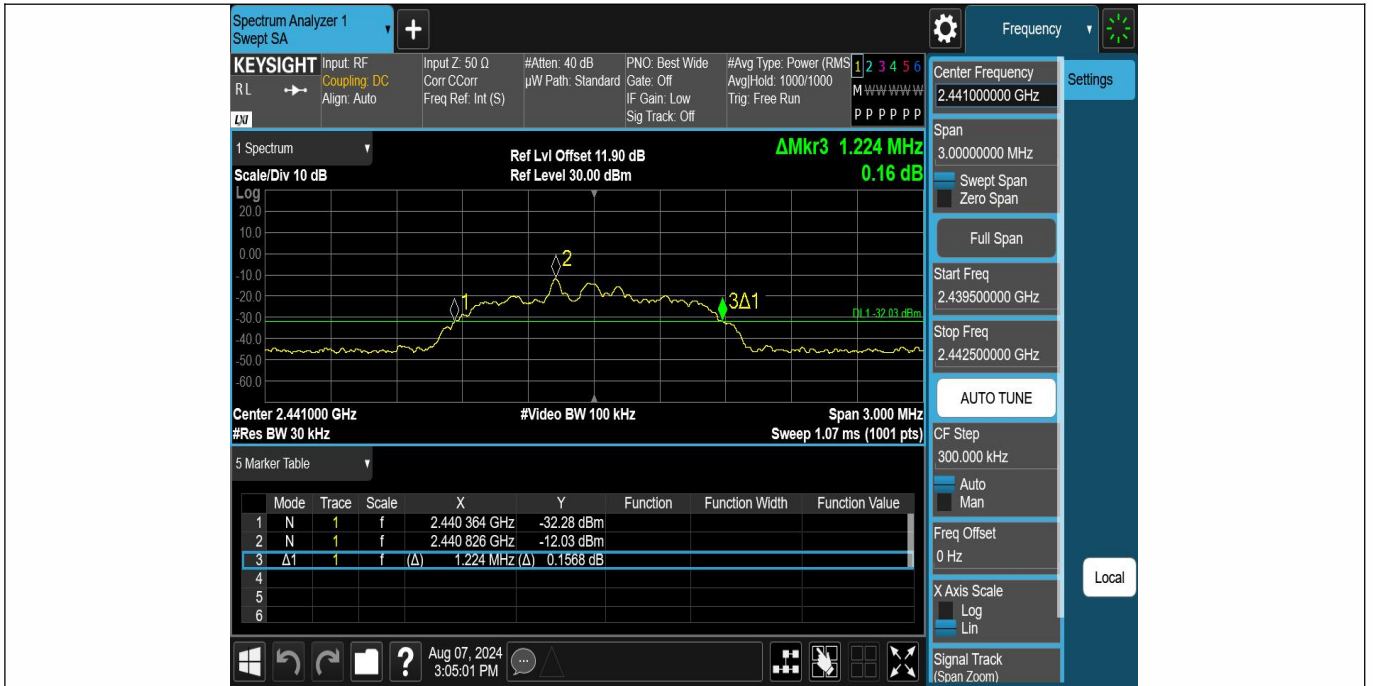 Spectrum Analyzer 1
Swept SA
+
Frequency
KEYSIGHT
RL
LXI
Input: RF
Coupling: DC
Align: Auto
Input Z: 50 Ω
Corr CCorr
Freq Ref: Int (S)
#Atten: 40 dB
µW Path: Standard
PNO: Best Wide
Gate: Off
IF Gain: Low
Sig Track: Off
#Avg Type: Power (RMS
Avg|Hold: 1000/1000
Trig: Free Run
1 2 3 4 5 6
M W W W W W
P P P P P P
1 Spectrum
Scale/Div 10 dB
Ref Lvl Offset 11.90 dB
Ref Level 30.00 dBm
ΔMkr3 1.224 MHz
0.16 dB
Log
20.0
10.0
0.00
-10.0
-20.0
-30.0
-40.0
-50.0
-60.0
1
2
3Δ1
DL1 -32.03 dBm
Center 2.441000 GHz
#Video BW 100 kHz
Span 3.000 MHz
#Res BW 30 kHz
Sweep 1.07 ms (1001 pts)
5 Marker Table
Mode Trace Scale X Y Function Function Width Function Value
1 N 1 f 2.440 364 GHz -32.28 dBm
2 N 1 f 2.440 826 GHz -12.03 dBm
3 Δ1 1 f (Δ) 1.224 MHz (Δ) 0.1568 dB
4
5
6
Aug 07, 2024
3:05:01 PM
?
Center Frequency
2.441000000 GHz
Settings
Span
3.00000000 MHz
Swept Span
Zero Span
Full Span
Start Freq
2.439500000 GHz
Stop Freq
2.442500000 GHz
AUTO TUNE
CF Step
300.000 kHz
Auto
Man
Freq Offset
0 Hz
Local
X Axis Scale
Log
Lin
Signal Track
(Span Zoom)